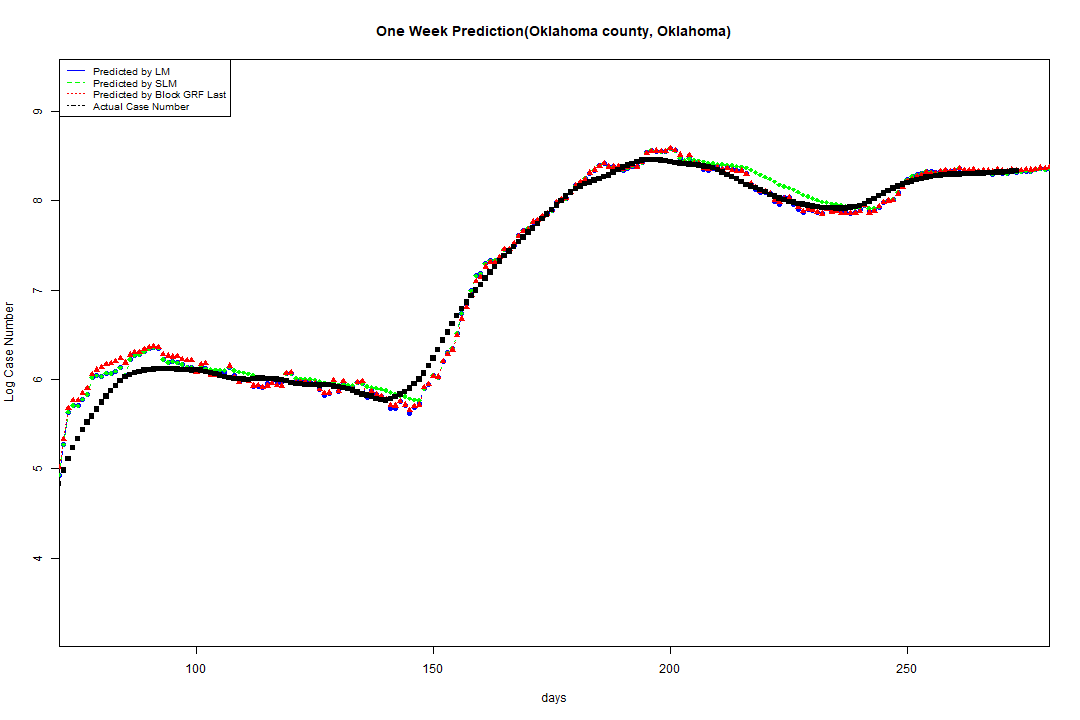 One Week Prediction(Oklahoma county, Oklahoma)
Predicted by LM
Predicted by SLM
Predicted by Block GRF Last
Actual Case Number
9
8
7
6
5
4
Log Case Number
100 150 200 250
days